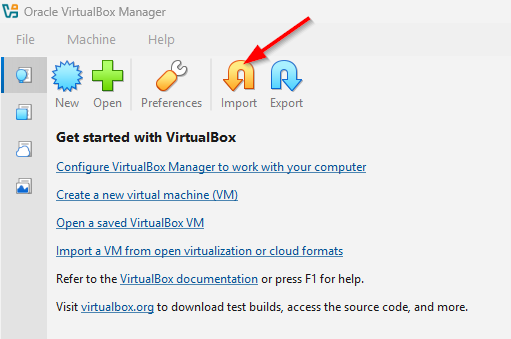 Oracle VirtualBox Manager
File Machine Help
New Open Preferences Import Export
Get started with VirtualBox
Configure VirtualBox Manager to work with your computer
Create a new virtual machine (VM)
Open a saved VirtualBox VM
Import a VM from open virtualization or cloud formats
Refer to the VirtualBox documentation or press F1 for help.
Visit virtualbox.org to download test builds, access the source code, and more.